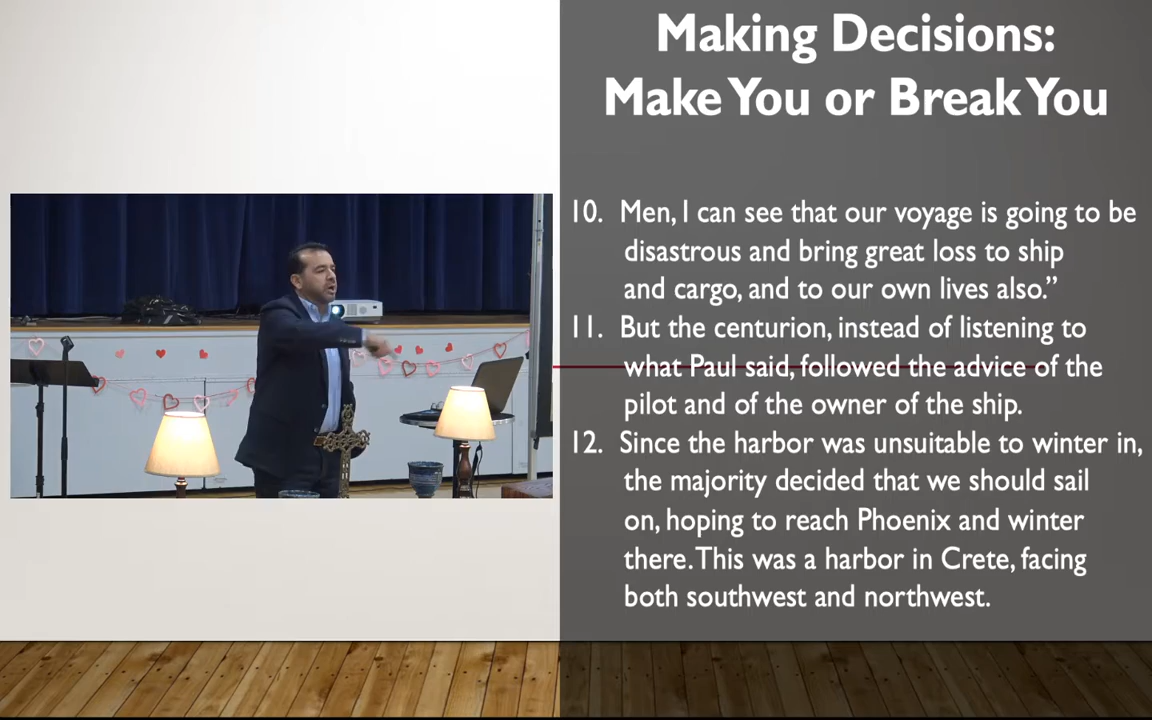 Making Decisions:
Make You or Break You
10. Men, I can see that our voyage is going to be
disastrous and bring great loss to ship
and cargo, and to our own lives also.”
11. But the centurion, instead of listening to
what Paul said, followed the advice of the
pilot and of the owner of the ship.
12. Since the harbor was unsuitable to winter in,
the majority decided that we should sail
on, hoping to reach Phoenix and winter
there. This was a harbor in Crete, facing
both southwest and northwest.